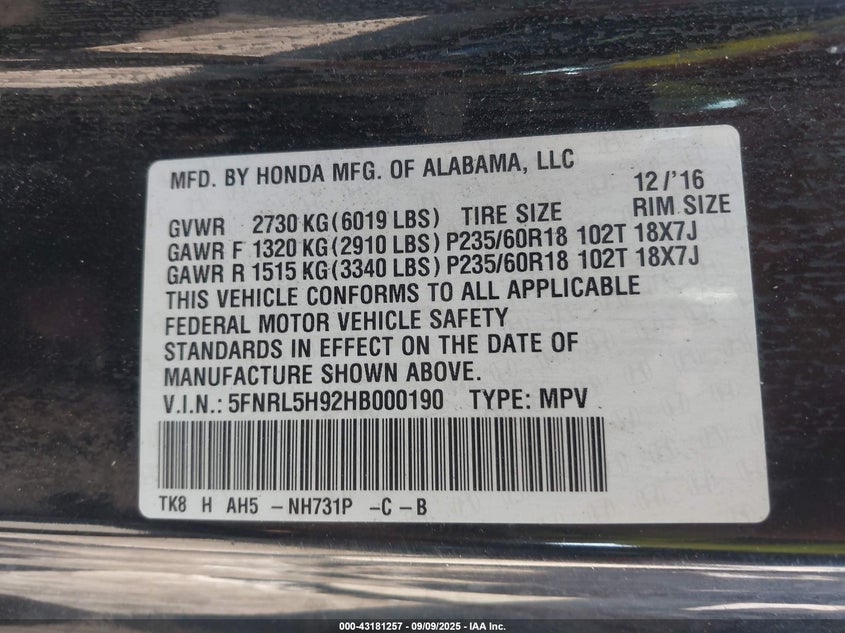 MFD. BY HONDA MFG. OF ALABAMA, LLC
12/'16
GVWR 2730 KG(6019 LBS) TIRE SIZE RIM SIZE
GAWR F 1320 KG(2910 LBS) P235/60R18 102T 18X7J
GAWR R 1515 KG(3340 LBS) P235/60R18 102T 18X7J
THIS VEHICLE CONFORMS TO ALL APPLICABLE
FEDERAL MOTOR VEHICLE SAFETY
STANDARDS IN EFFECT ON THE DATE OF
MANUFACTURE SHOWN ABOVE.
V.I.N.: 5FNRL5H92HB000190 TYPE: MPV
TK8 H AH5 -NH731P -C-B
000-43181257 - 09/09/2025 - IAA Inc.